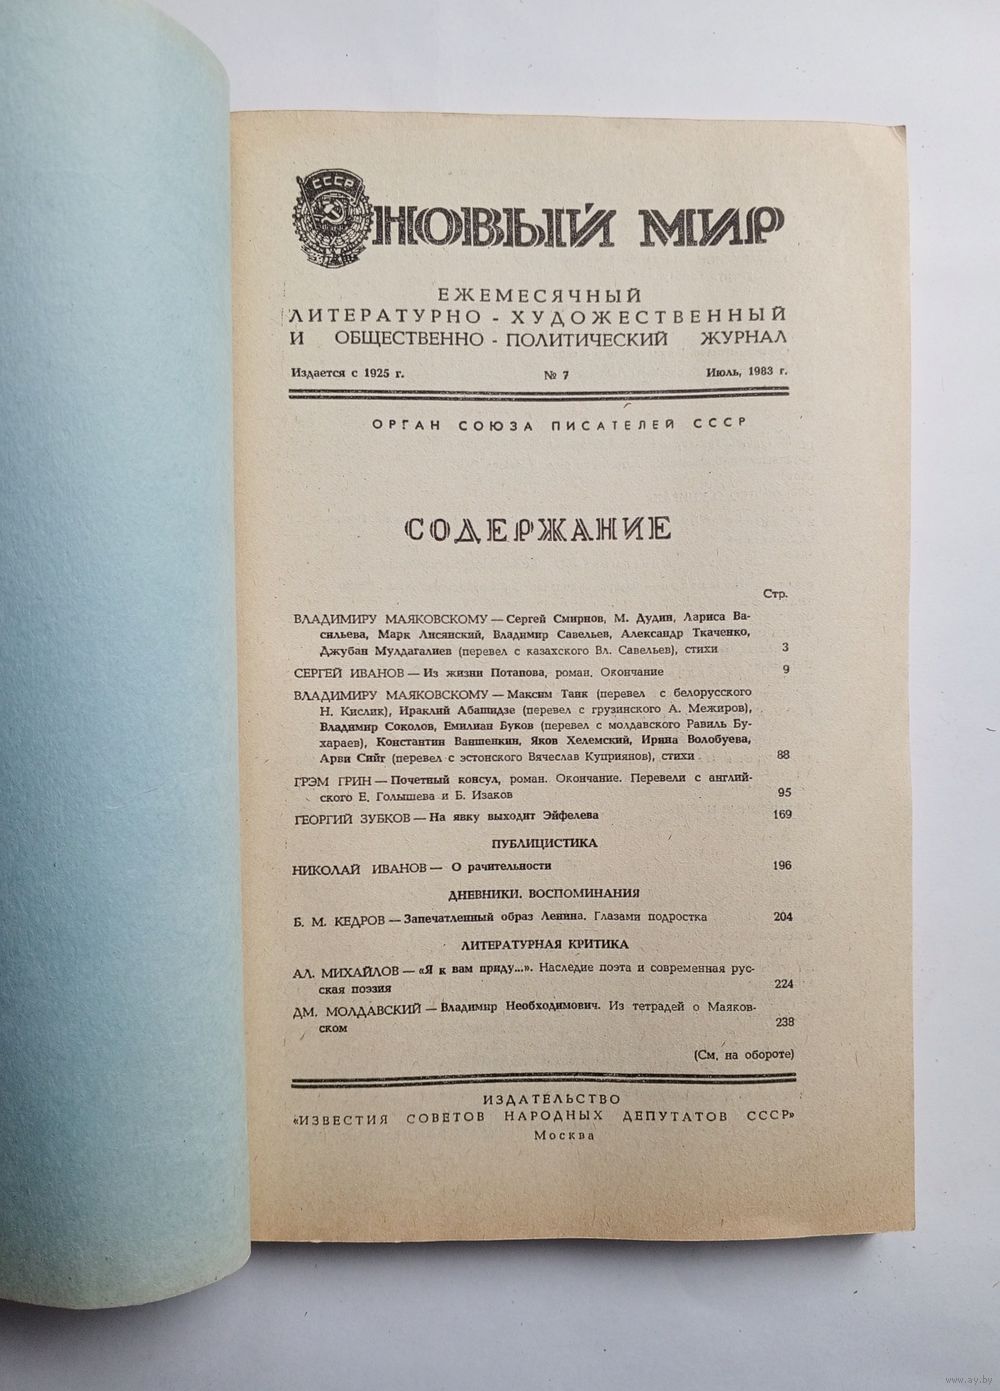 СССР
НОВЫЙ МИР
ЕЖЕМЕСЯЧНЫЙ
ЛИТЕРАТУРНО - ХУДОЖЕСТВЕННЫЙ
И ОБЩЕСТВЕННО - ПОЛИТИЧЕСКИЙ ЖУРНАЛ
Издается с 1925 г. № 7 Июль, 1983 г.
ОРГАН СОЮЗА ПИСАТЕЛЕЙ СССР
СОДЕРЖАНИЕ
Стр.
ВЛАДИМИРУ МАЯКОВСКОМУ — Сергей Смирнов, М. Дудин, Лариса Ва-
сильева, Марк Лисянский, Владимир Савельев, Александр Ткаченко,
Джубан Мулдагалиев (перевел с казахского Вл. Савельев), стихи 3
СЕРГЕЙ ИВАНОВ — Из жизни Потапова, роман. Окончание 9
ВЛАДИМИРУ МАЯКОВСКОМУ — Максим Танк (перевел с белорусского
Н. Кислик), Ираклий Абашидзе (перевел с грузинского А. Межиров),
Владимир Соколов, Емилиан Буков (перевел с молдавского Равиль Бу-
хараев), Константин Ваншенкин, Яков Хелемский, Ирина Волобуева,
Арви Сийг (перевел с эстонского Вячеслав Куприянов), стихи 88
ГРЭМ ГРИН — Почетный консул, роман. Окончание. Перевели с англий-
ского Е. Голышева и Б. Изаков 95
ГЕОРГИЙ ЗУБКОВ — На явку выходит Эйфелева 169
ПУБЛИЦИСТИКА
НИКОЛАЙ ИВАНОВ — О рачительности 196
ДНЕВНИКИ. ВОСПОМИНАНИЯ
Б. М. КЕДРОВ — Запечатленный образ Ленина. Глазами подростка 204
ЛИТЕРАТУРНАЯ КРИТИКА
АЛ. МИХАЙЛОВ — «Я к вам приду...». Наследие поэта и современная рус-
ская поэзия 224
ДМ. МОЛДАВСКИЙ — Владимир Необходимович. Из тетрадей о Маяков-
ском 238
(См. на обороте)
ИЗДАТЕЛЬСТВО
«ИЗВЕСТИЯ СОВЕТОВ НАРОДНЫХ ДЕПУТАТОВ СССР»
Москва
www.ay.by